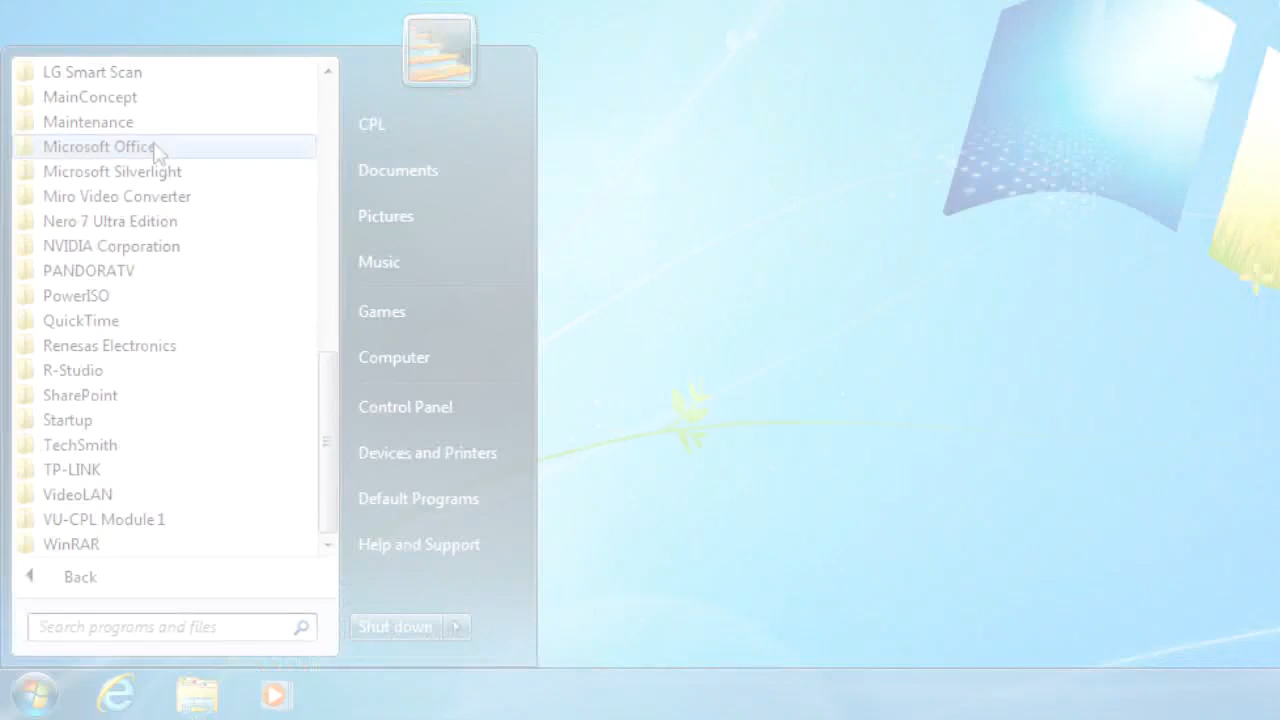 LG Smart Scan
MainConcept
Maintenance
Microsoft Office
Microsoft Silverlight
Miro Video Converter
Nero 7 Ultra Edition
NVIDIA Corporation
PANDORATV
PowerISO
QuickTime
Renesas Electronics
R-Studio
SharePoint
Startup
TechSmith
TP-LINK
VideoLAN
VU-CPL Module 1
WinRAR
Back
Search programs and files
CPL
Documents
Pictures
Music
Games
Computer
Control Panel
Devices and Printers
Default Programs
Help and Support
Shut down